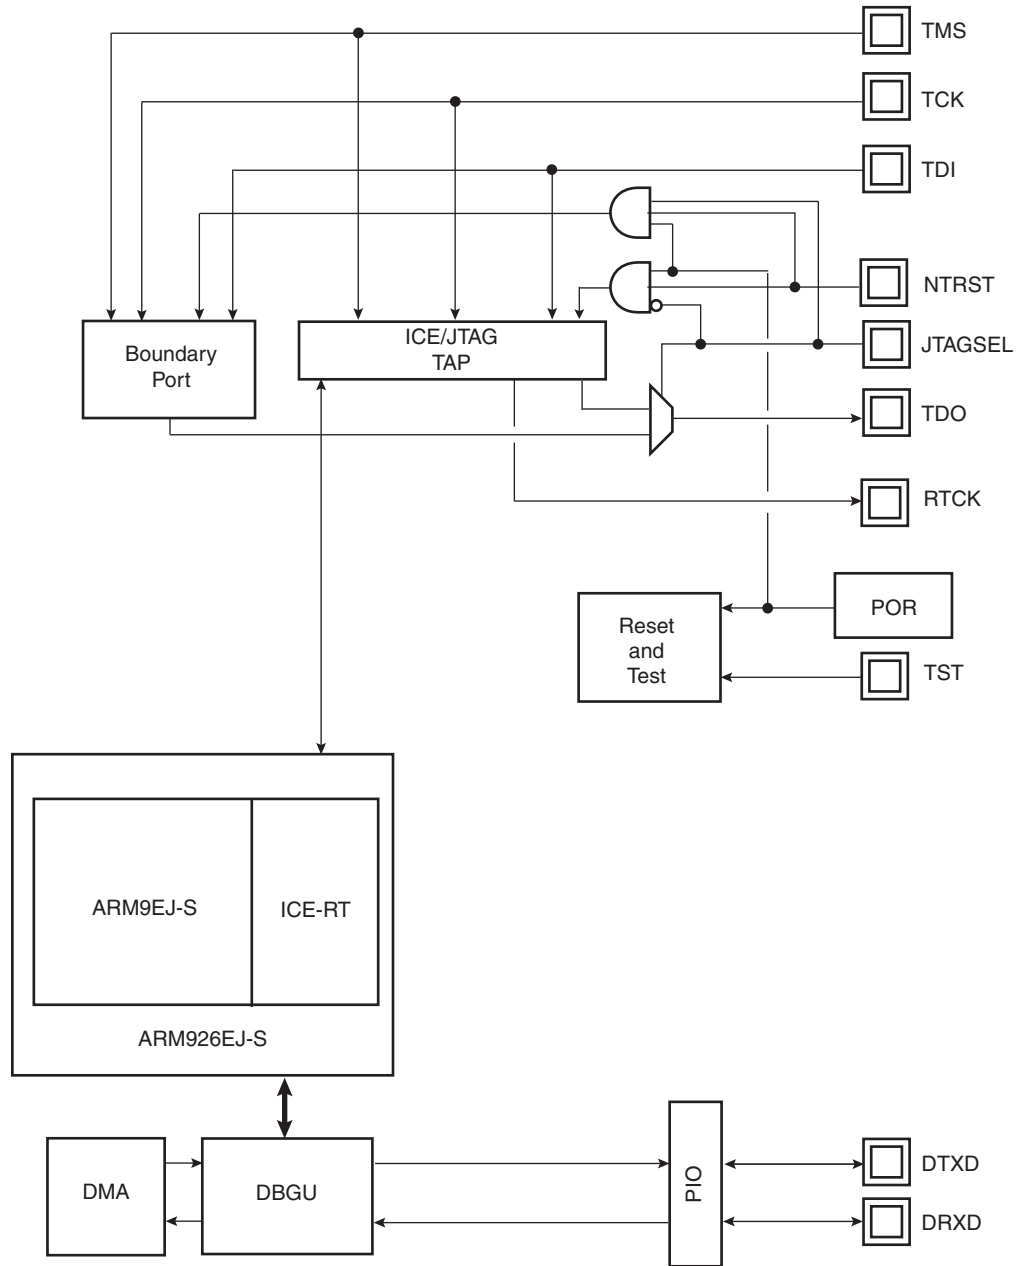 TMS
TCK
TDI
NTRST
JTAGSEL
Boundary
Port
ICE/JTAG
TAP
TDO
RTCK
POR
Reset
and
Test
TST
ARM9EJ-S
ICE-RT
ARM926EJ-S
DMA
DBGU
PIO
DTXD
DRXD